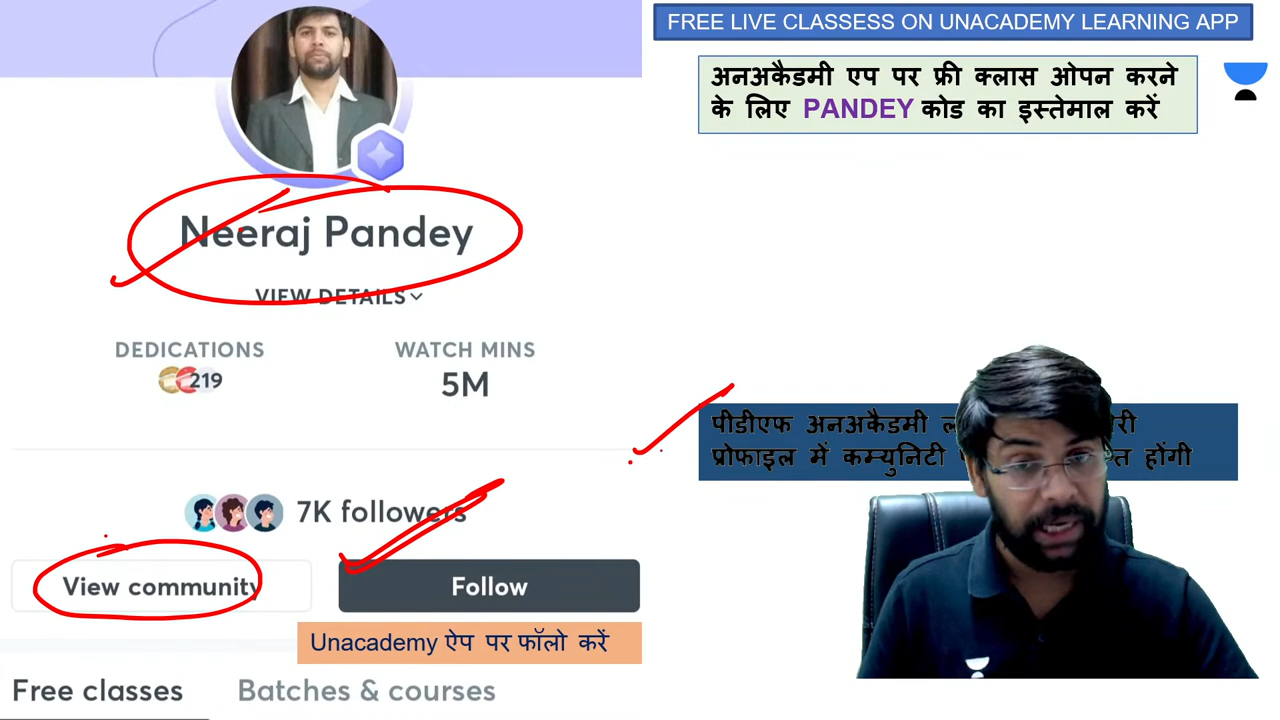 Neeraj Pandey
VIEW DETAILS
DEDICATIONS
219
WATCH MINS
5M
7K followers
View community
Follow
Unacademy ऐप पर फॉलो करें
Free classes
Batches & courses
FREE LIVE CLASSESS ON UNACADEMY LEARNING APP
अनअकैडमी एप पर फ्री क्लास ओपन करने
के लिए PANDEY कोड का इस्तेमाल करें
पीडीएफ अनअकैडमी
प्रोफाइल में कम्युनिटी होंगी